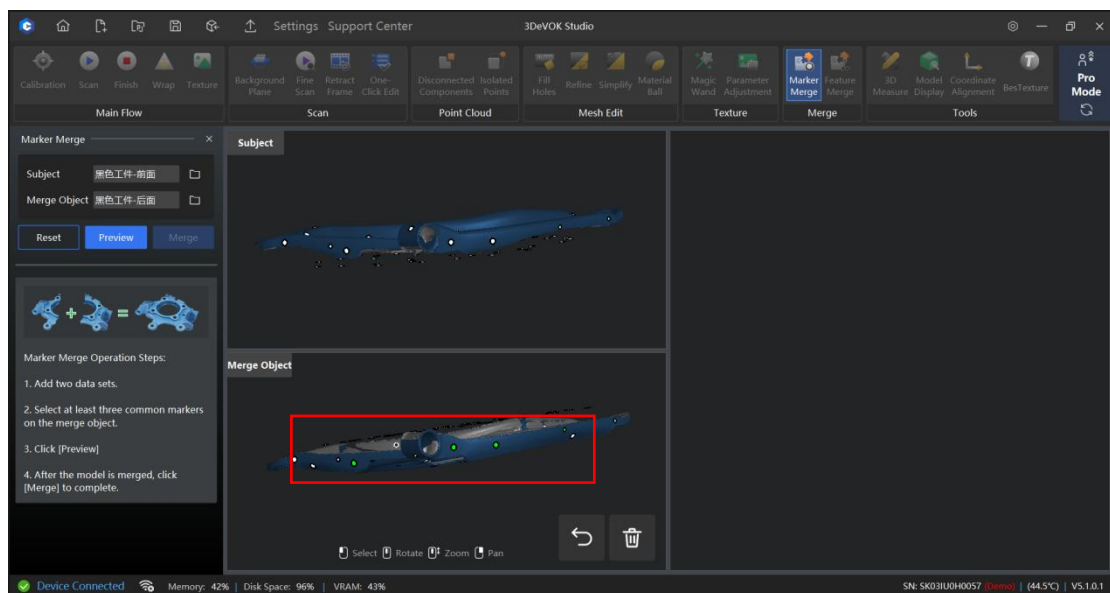 Settings Support Center
3DeVOK Studio
Calibration Scan Finish Wrap Texture
Main Flow
Background Plane Fine Scan Retract Frame One-Click Edit
Scan
Disconnected Components Isolated Points
Point Cloud
Fill Holes Refine Simplify Material Ball
Mesh Edit
Magic Wand Parameter Adjustment
Texture
Marker Merge Feature Merge
Merge
3D Measure Model Display Coordinate Alignment BesTexture
Tools
Pro Mode
Marker Merge
Subject 黑色工件-前面
Merge Object 黑色工件-后面
Reset Preview Merge
Marker Merge Operation Steps:
1. Add two data sets.
2. Select at least three common markers
on the merge object.
3. Click [Preview]
4. After the model is merged, click
[Merge] to complete.
Subject
Merge Object
Select Rotate Zoom Pan
Device Connected Memory: 42% | Disk Space: 96% | VRAM: 43%
SN: SK03IU0H0057 (Demo) | (44.5℃) | V5.1.0.1